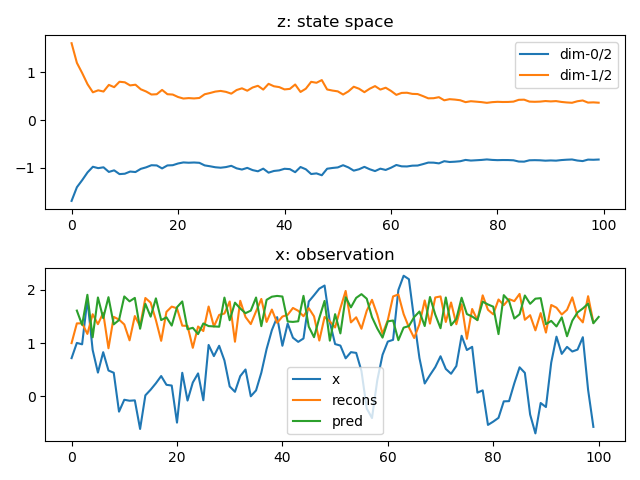 z: state space
dim-0/2
dim-1/2
1
0
−1
0 20 40 60 80 100
x: observation
2
1
0
x
recons
pred
0 20 40 60 80 100